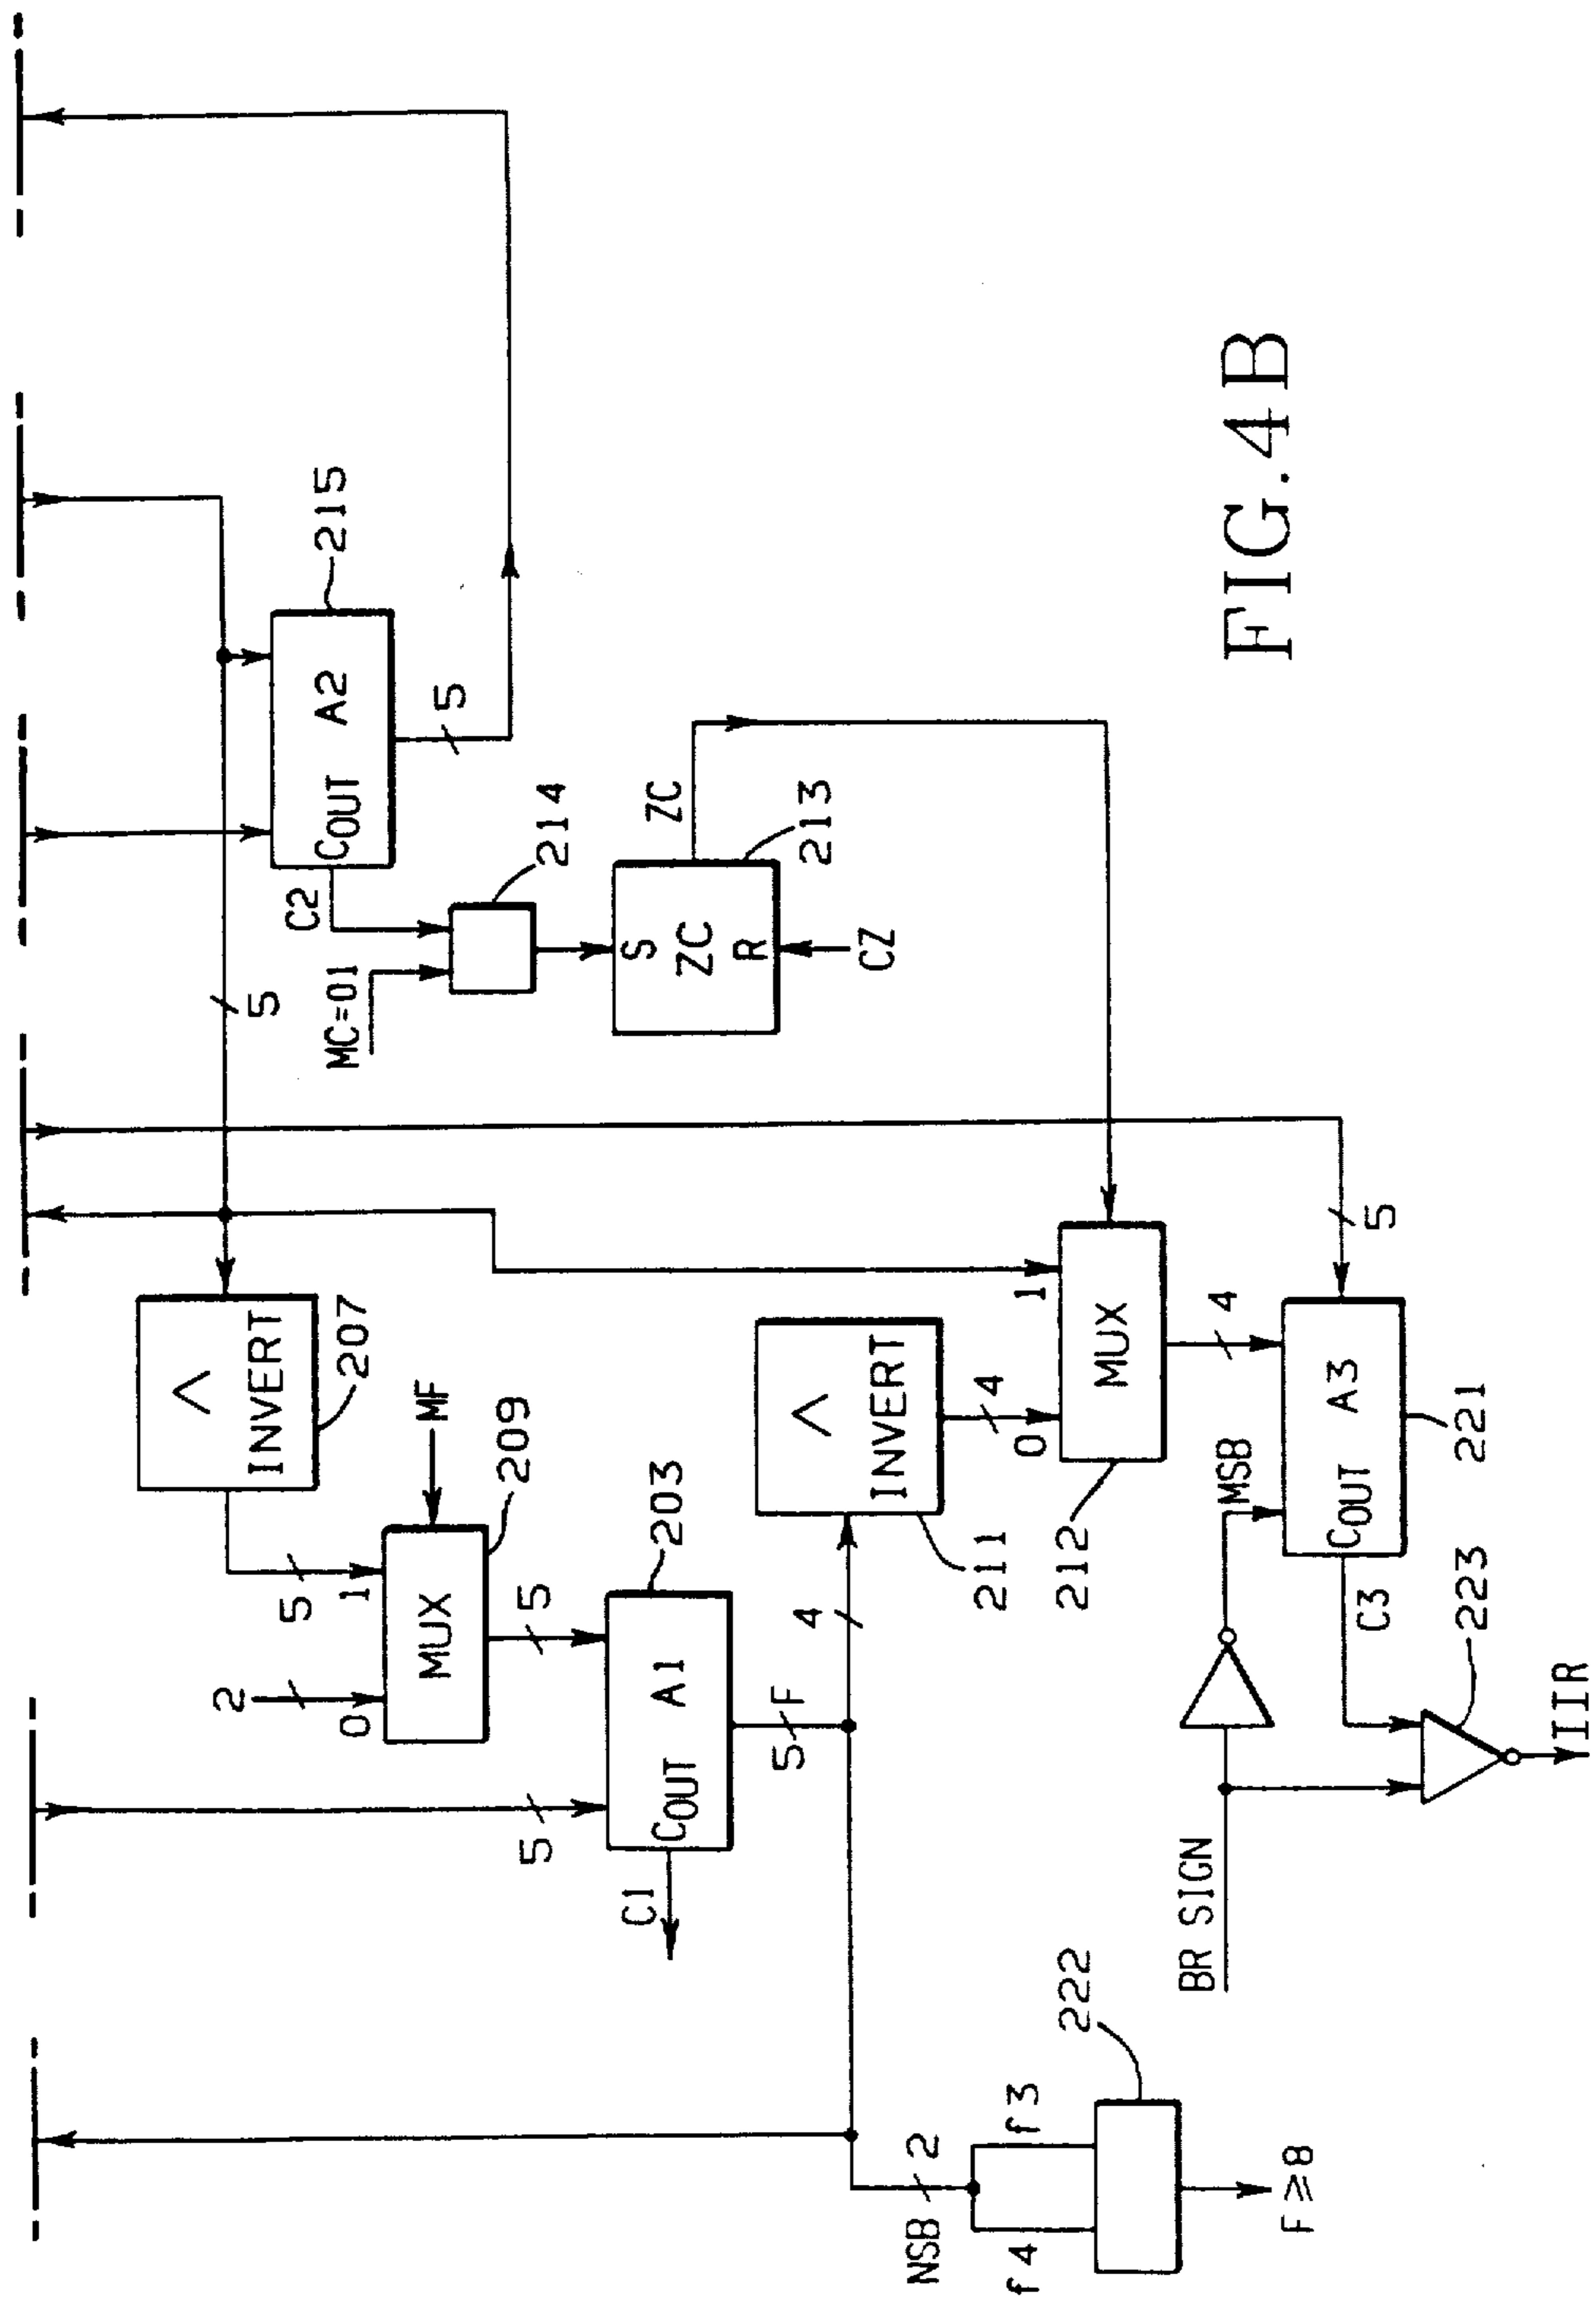 5
INVERT
207
5
1
2
0
MUX
MF
209
5
5
COUT A1
203
C1
5 F
4
INVERT
211
4
0
1
MUX
212
4
MSB
5
COUT A3
221
C3
223
BR SIGN
IIR
NSB 2
f4
f3
222
F≥8
COUT A2
215
C2
5
MC=01
214
S
ZC
R
ZC
213
CZ
FIG.4B